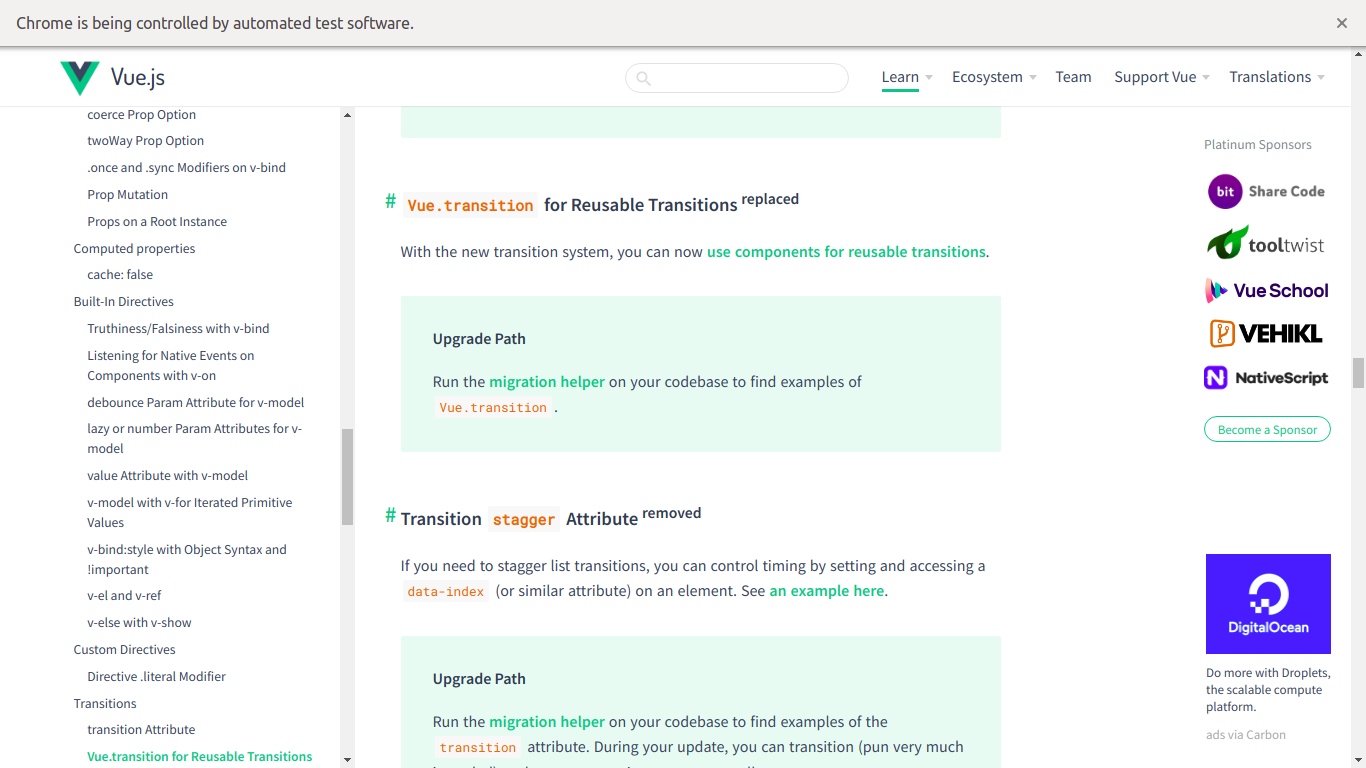 Chrome is being controlled by automated test software.
Vue.js
Learn
Ecosystem
Team
Support Vue
Translations
coerce Prop Option
twoWay Prop Option
.once and .sync Modifiers on v-bind
Prop Mutation
Props on a Root Instance
Computed properties
cache: false
Built-In Directives
Truthiness/Falsiness with v-bind
Listening for Native Events on
Components with v-on
debounce Param Attribute for v-model
lazy or number Param Attributes for v-
model
value Attribute with v-model
v-model with v-for Iterated Primitive
Values
v-bind:style with Object Syntax and
!important
v-el and v-ref
v-else with v-show
Custom Directives
Directive .literal Modifier
Transitions
transition Attribute
Vue.transition for Reusable Transitions
# Vue.transition for Reusable Transitions replaced
With the new transition system, you can now use components for reusable transitions.
Upgrade Path
Run the migration helper on your codebase to find examples of
Vue.transition .
# Transition stagger Attribute removed
If you need to stagger list transitions, you can control timing by setting and accessing a
data-index (or similar attribute) on an element. See an example here.
Upgrade Path
Run the migration helper on your codebase to find examples of the
transition attribute. During your update, you can transition (pun very much
Platinum Sponsors
bit Share Code
tooltwist
Vue School
VEHIKL
NativeScript
Become a Sponsor
DigitalOcean
Do more with Droplets,
the scalable compute
platform.
ads via Carbon